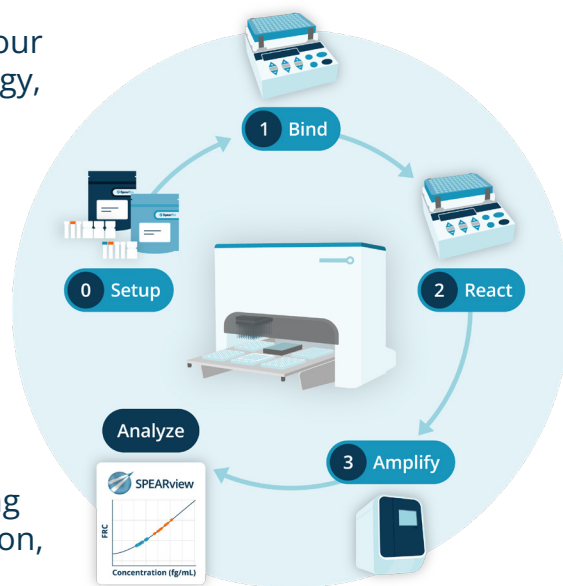 our
gy,
1 Bind
0 Setup
2 React
3 Amplify
Analyze
SPEARview
FRC
Concentration (fg/mL)
g
on,